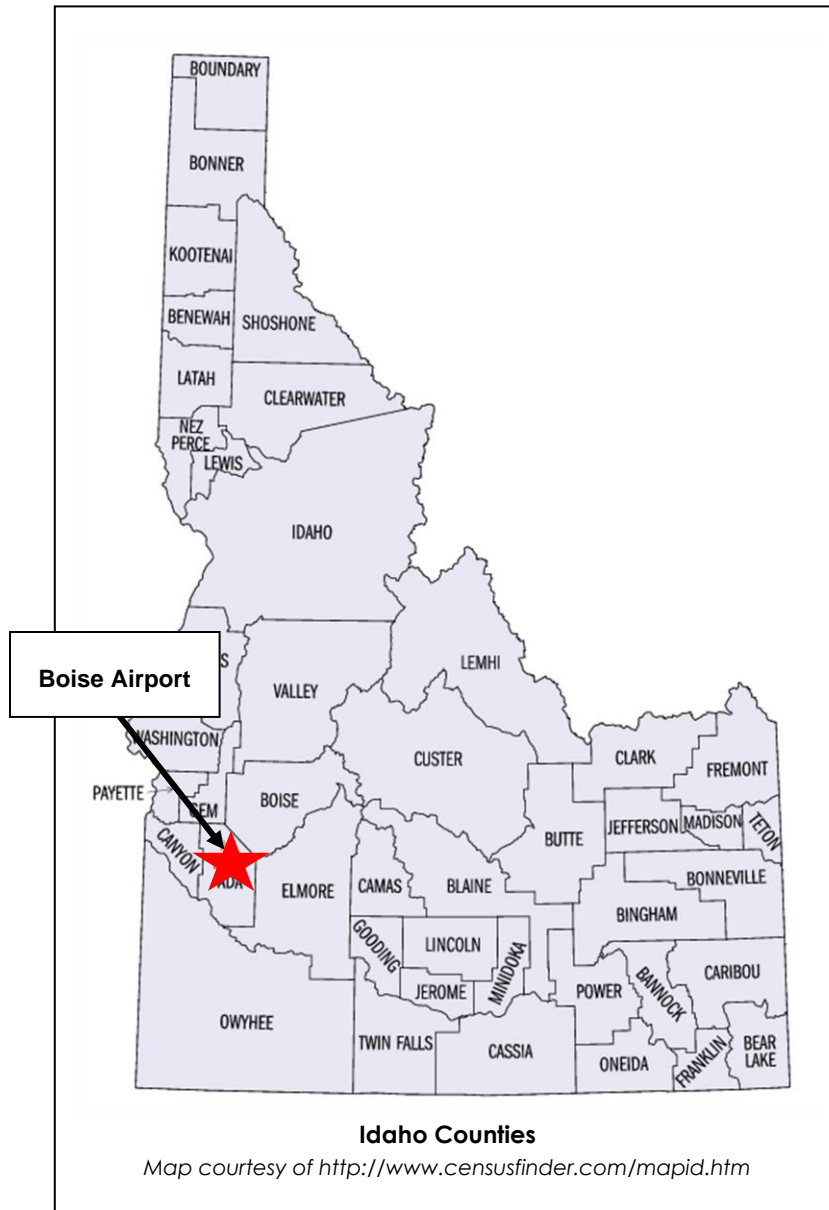 BOUNDARY
BONNER
KOOTENAI
BENEWAH
SHOSHONE
LATAH
CLEARWATER
NEZ
PERCE
LEWIS
IDAHO
LEMHI
S
Boise Airport
VALLEY
WASHINGTON
CUSTER
CLARK
FREMONT
PAYETTE
GEM
BOISE
BUTTE
JEFFERSON
MADISON
TETON
CANYON
ADA
ELMORE
CAMAS
BLAINE
BONNEVILLE
BINGHAM
GOODING
LINCOLN
MINIDOKA
JEROME
POWER
BANNOCK
CARIBOU
OWYHEE
TWIN FALLS
CASSIA
ONEIDA
FRANKLIN
BEAR
LAKE
Idaho Counties
Map courtesy of http://www.censusfinder.com/mapid.htm